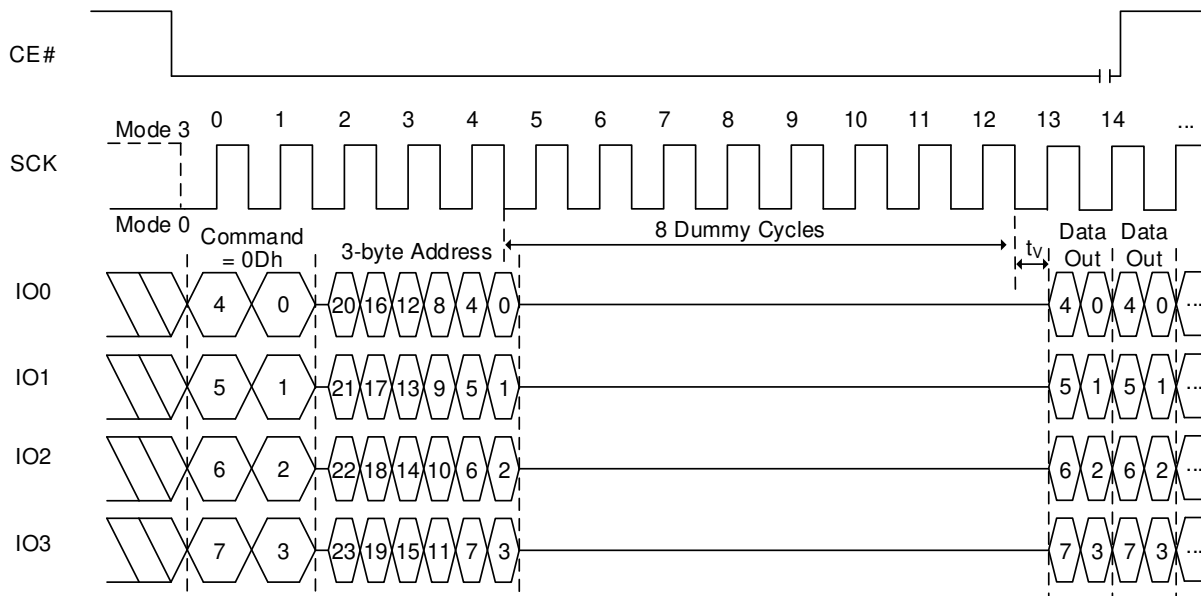 CE#
0 1 2 3 4 5 6 7 8 9 10 11 12 13 14 ...
Mode 3
SCK
Mode 0
Command
= 0Dh
3-byte Address
8 Dummy Cycles
tV
Data
Out
Data
Out
IO0 4 0 20 16 12 8 4 0 4 0 4 0 ...
IO1 5 1 21 17 13 9 5 1 5 1 5 1 ...
IO2 6 2 22 18 14 10 6 2 6 2 6 2 ...
IO3 7 3 23 19 15 11 7 3 7 3 7 3 ...